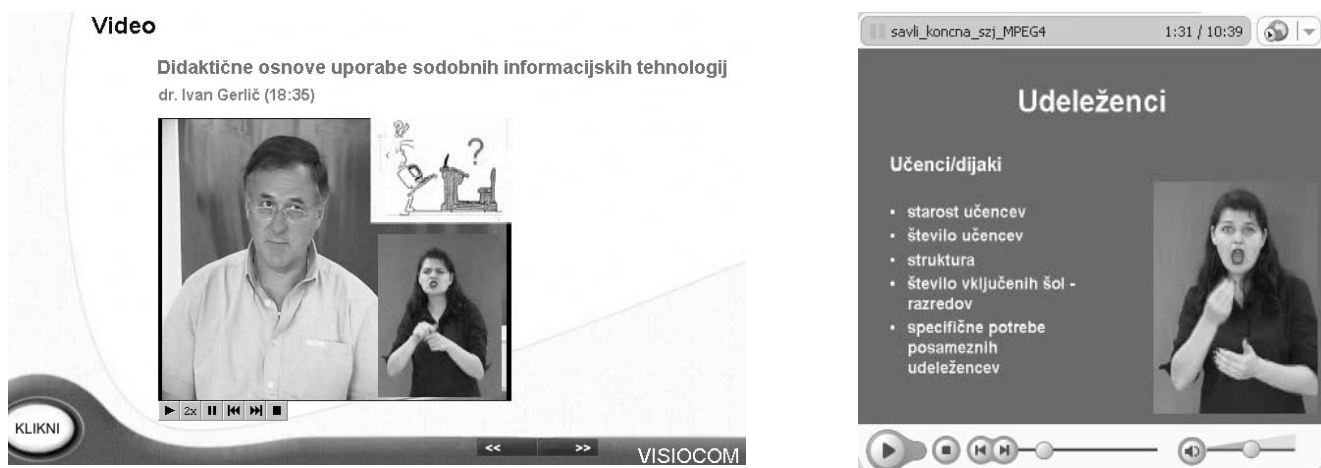 Video
Didaktične osnove uporabe sodobnih informacijskih tehnologij
dr. Ivan Gerlič (18:35)
?/?
?
2x
KLIKNI
<<
>>
VISIOCOM
savli_koncna_szj_MPEG4
1:31 / 10:39
Udeleženci
Učenci/dijaki
• starost učencev
• število učencev
• struktura
• število vključenih šol -
razredov
• specifične potrebe
posameznih
udeležencev